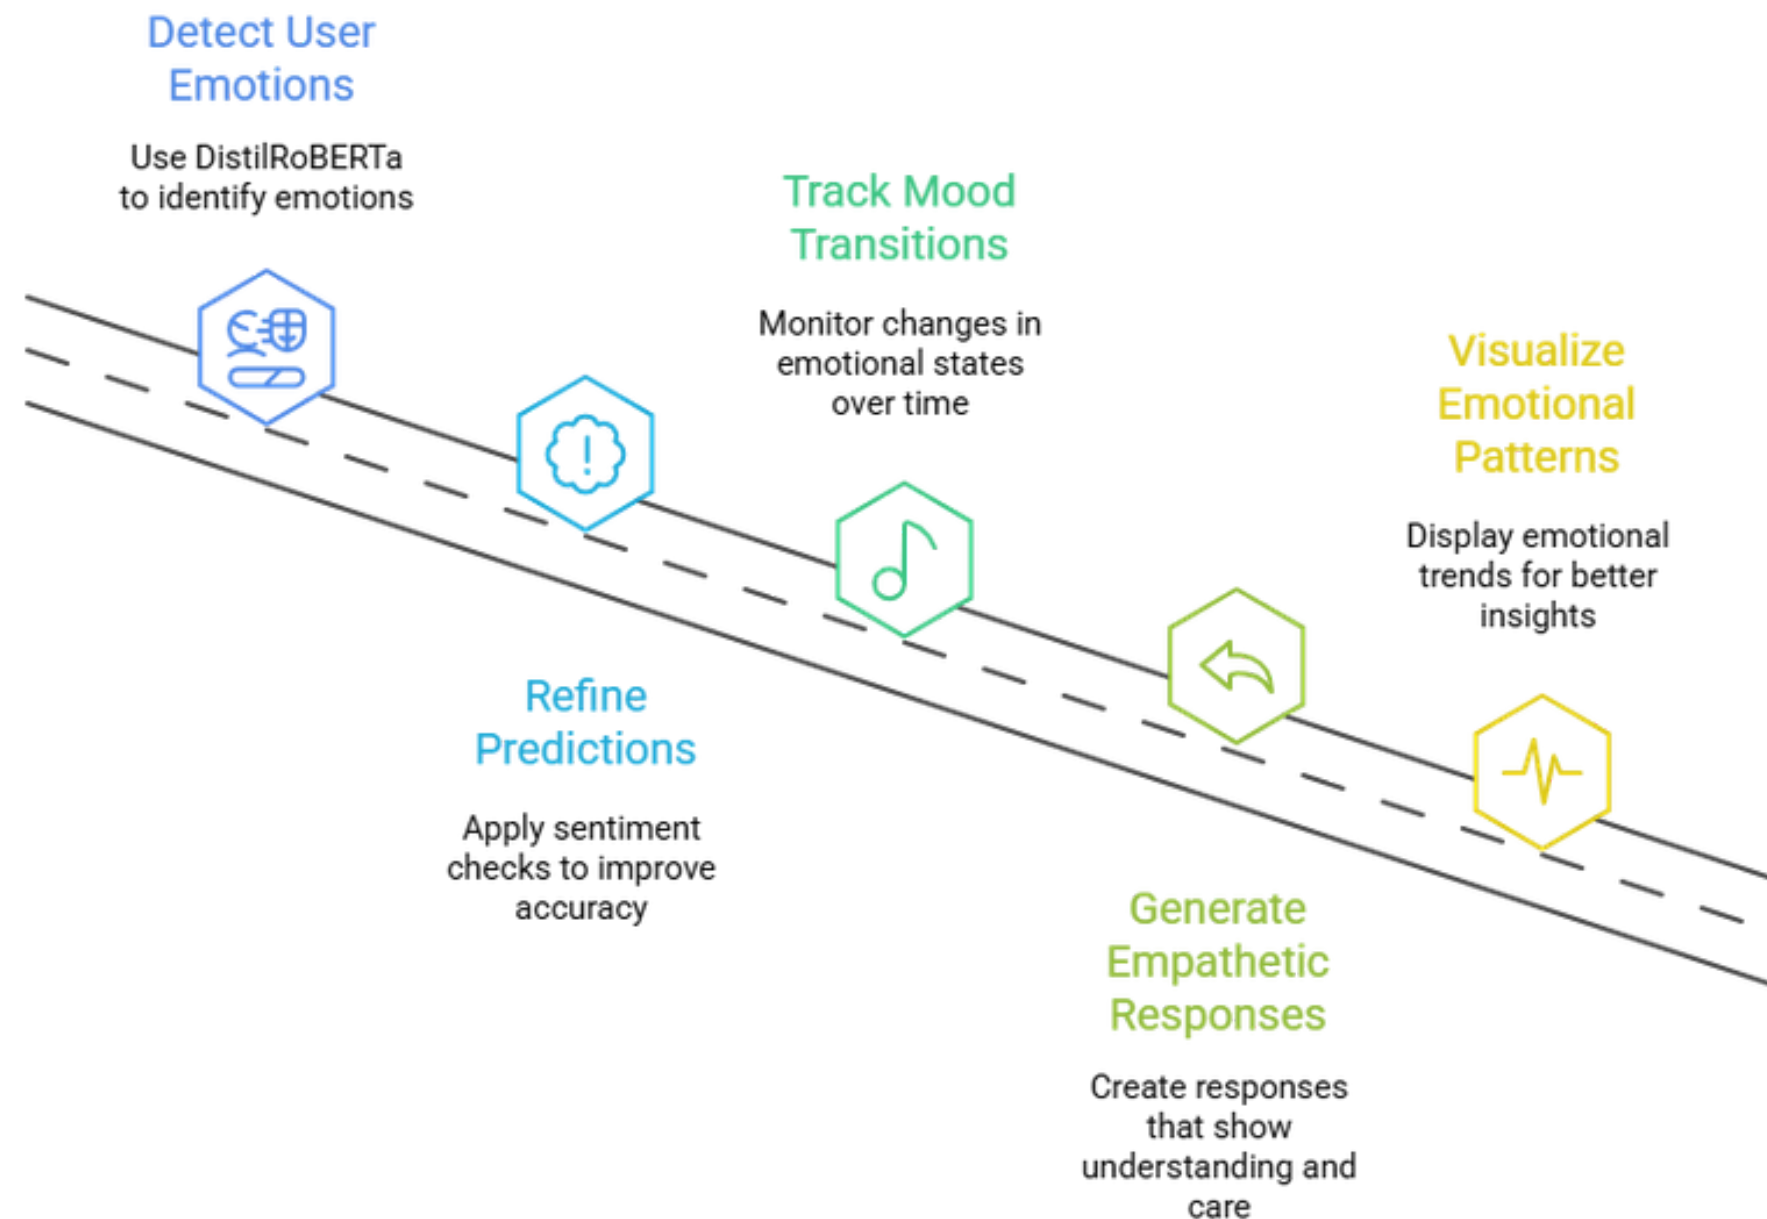 Detect User
Emotions
Use DistilRoBERTa
to identify emotions
Refine
Predictions
Apply sentiment
checks to improve
accuracy
Track Mood
Transitions
Monitor changes in
emotional states
over time
Generate
Empathetic
Responses
Create responses
that show
understanding and
care
Visualize
Emotional
Patterns
Display emotional
trends for better
insights